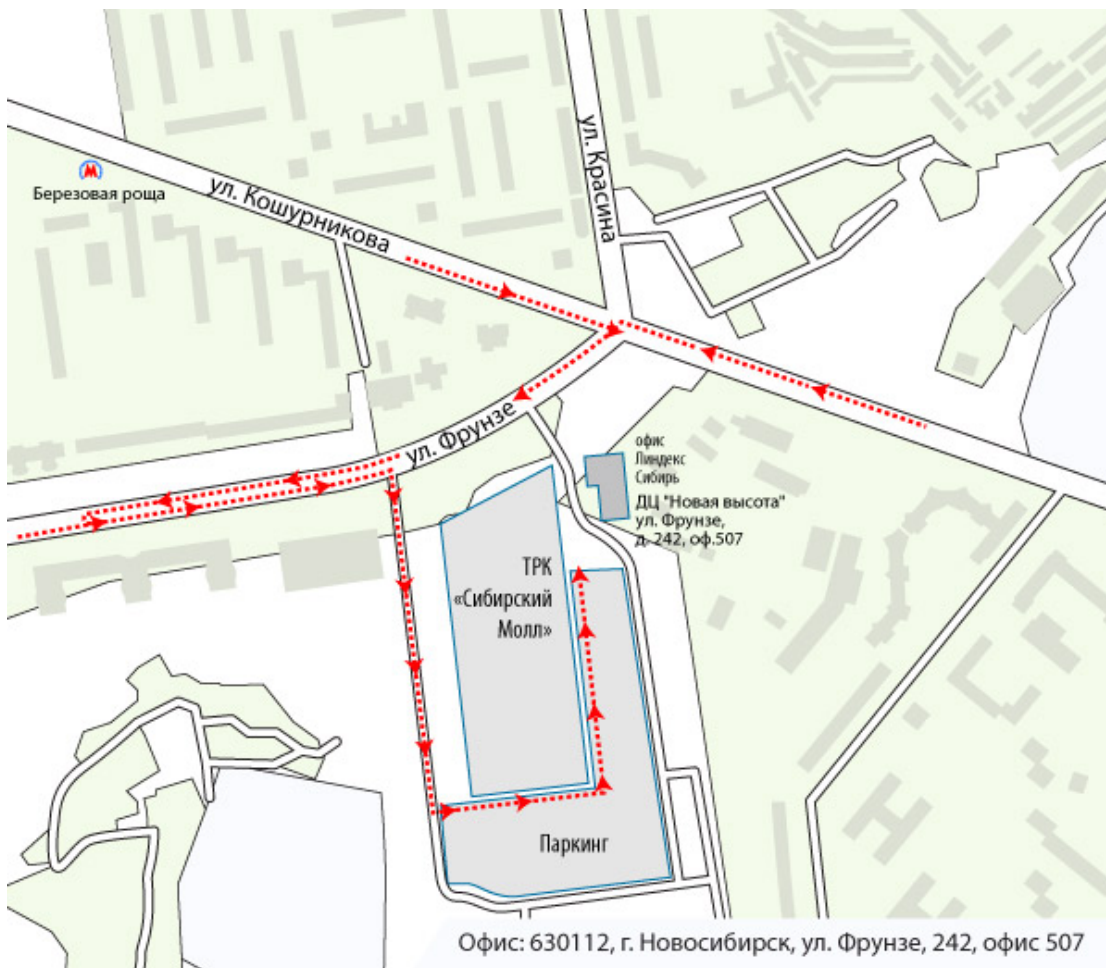 ул. Красина
Березовая роща
ул. Кошурникова
ул. Фрунзе
офис
Линдекс
Сибирь
ДЦ "Новая высота"
ул. Фрунзе,
д. 242, оф.507
ТРК
«Сибирский
Молл»
Паркинг
Офис: 630112, г. Новосибирск, ул. Фрунзе, 242, офис 507